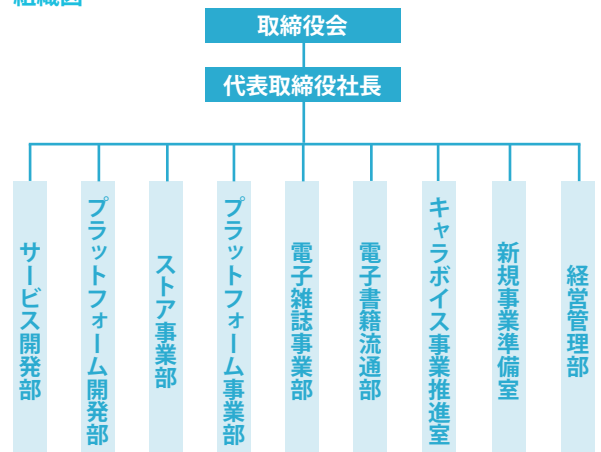 組織図
取締役会
代表取締役社長
サービス開発部
プラットフォーム開発部
ストア事業部
プラットフォーム事業部
電子雑誌事業部
電子書籍流通部
キャラボイス事業推進室
新規事業準備室
経営管理部